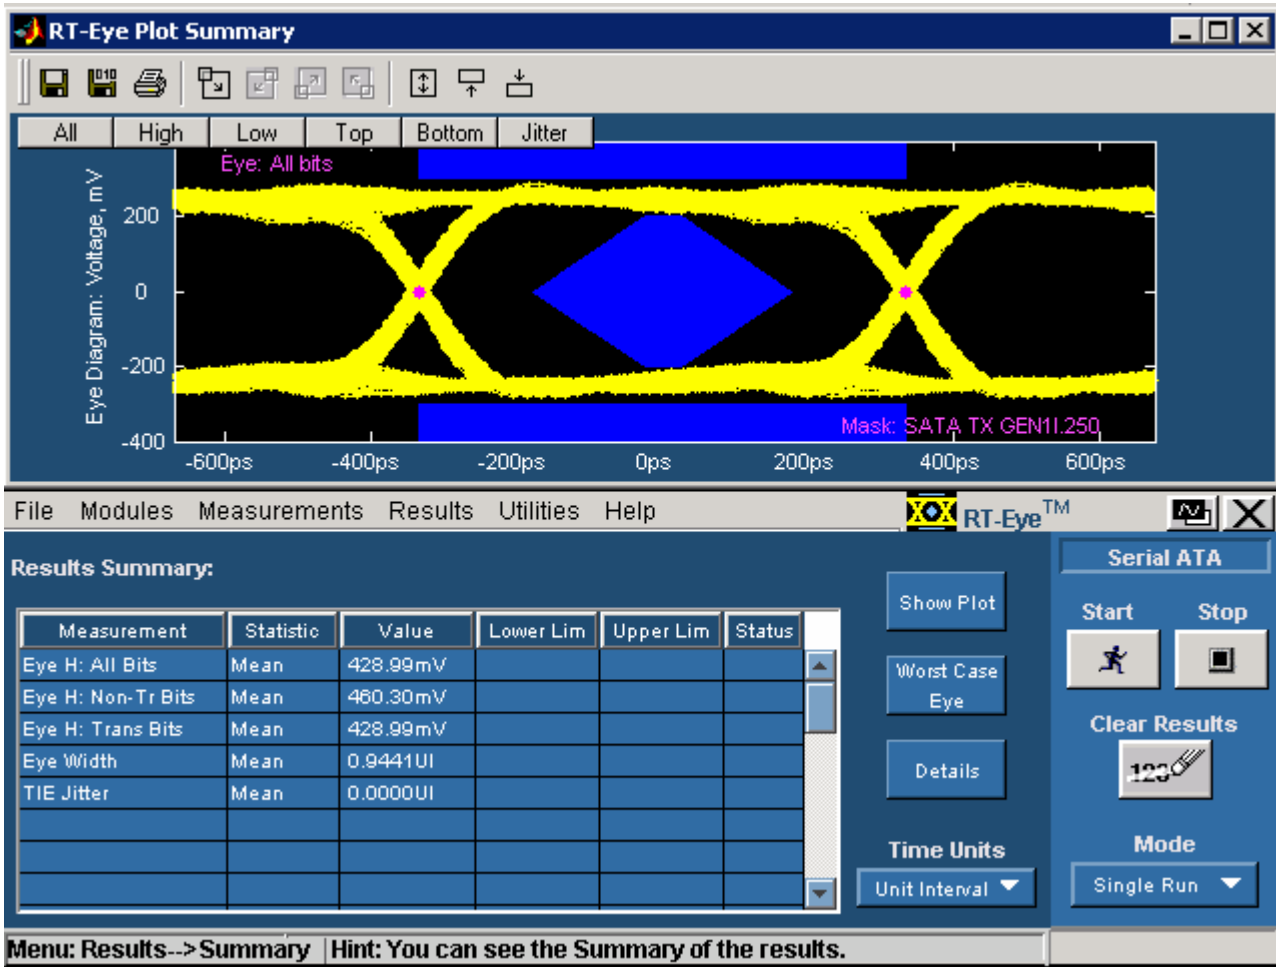 RT-Eye Plot Summary
010
All High Low Top Bottom Jitter
Eye: All bits
Eye Diagram: Voltage, mV
200
0
-200
-400
Mask: SATA TX GEN1I.250
-600ps -400ps -200ps 0ps 200ps 400ps 600ps
File Modules Measurements Results Utilities Help RT-Eye™
Results Summary:
Serial ATA
Measurement Statistic Value Lower Lim Upper Lim Status
Eye H: All Bits Mean 428.99mV
Eye H: Non-Tr Bits Mean 460.30mV
Eye H: Trans Bits Mean 428.99mV
Eye Width Mean 0.9441UI
TIE Jitter Mean 0.0000UI
Show Plot
Worst Case
Eye
Details
Time Units
Unit Interval
Start Stop
Clear Results
123
Mode
Single Run
Menu: Results-->Summary Hint: You can see the Summary of the results.